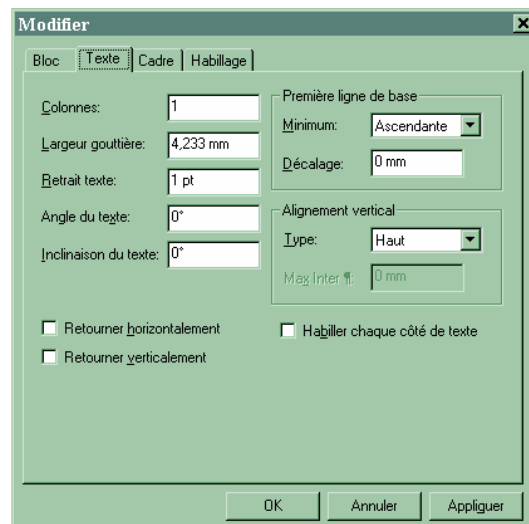 Modifier
Bloc Texte Cadre Habillage
Colonnes: 1
Largeur gouttière: 4,233 mm
Retrait texte: 1 pt
Angle du texte: 0°
Inclinaison du texte: 0°
Première ligne de base
Minimum: Ascendante
Décalage: 0 mm
Alignement vertical
Type: Haut
Max Inter ¶: 0 mm
Retourner horizontalement
Retourner verticalement
Habiller chaque côté de texte
OK Annuler Appliquer